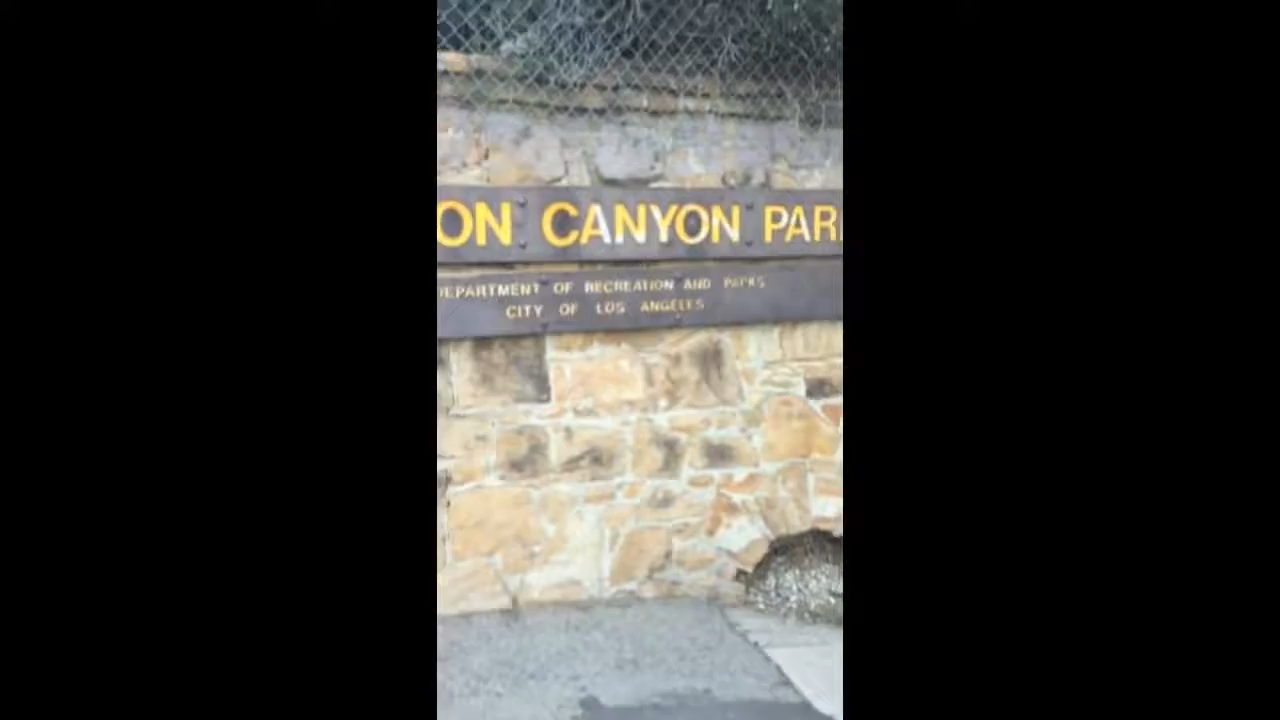 ON CANYON PAR
DEPARTMENT OF RECREATION AND PARKS
CITY OF LOS ANGELES